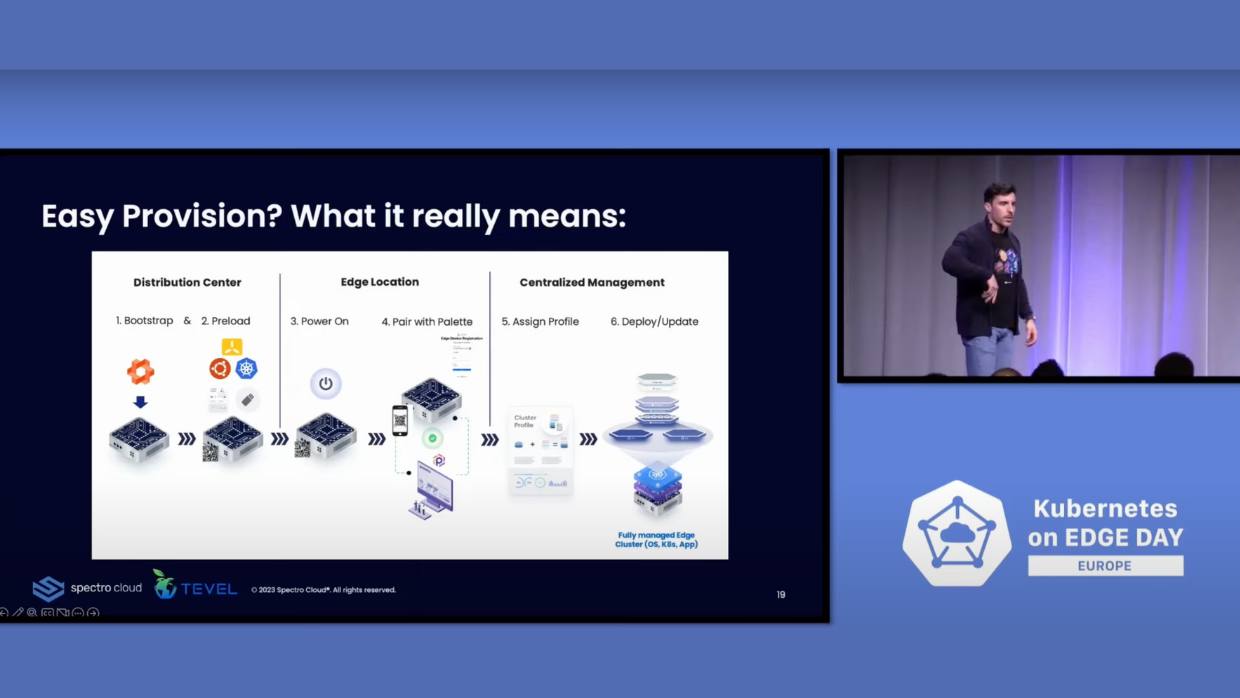 Easy Provision? What it really means:
Distribution Center
Edge Location
Centralized Management
1. Bootstrap & 2. Preload
3. Power On
4. Pair with Palette
5. Assign Profile
6. Deploy/Update
Edge Device Registration
Cluster
Profile
Fully managed Edge
Cluster (OS, K8s, App)
spectro cloud
TEVEL
© 2023 Spectro Cloud®. All rights reserved.
19
Kubernetes
on EDGE DAY
EUROPE